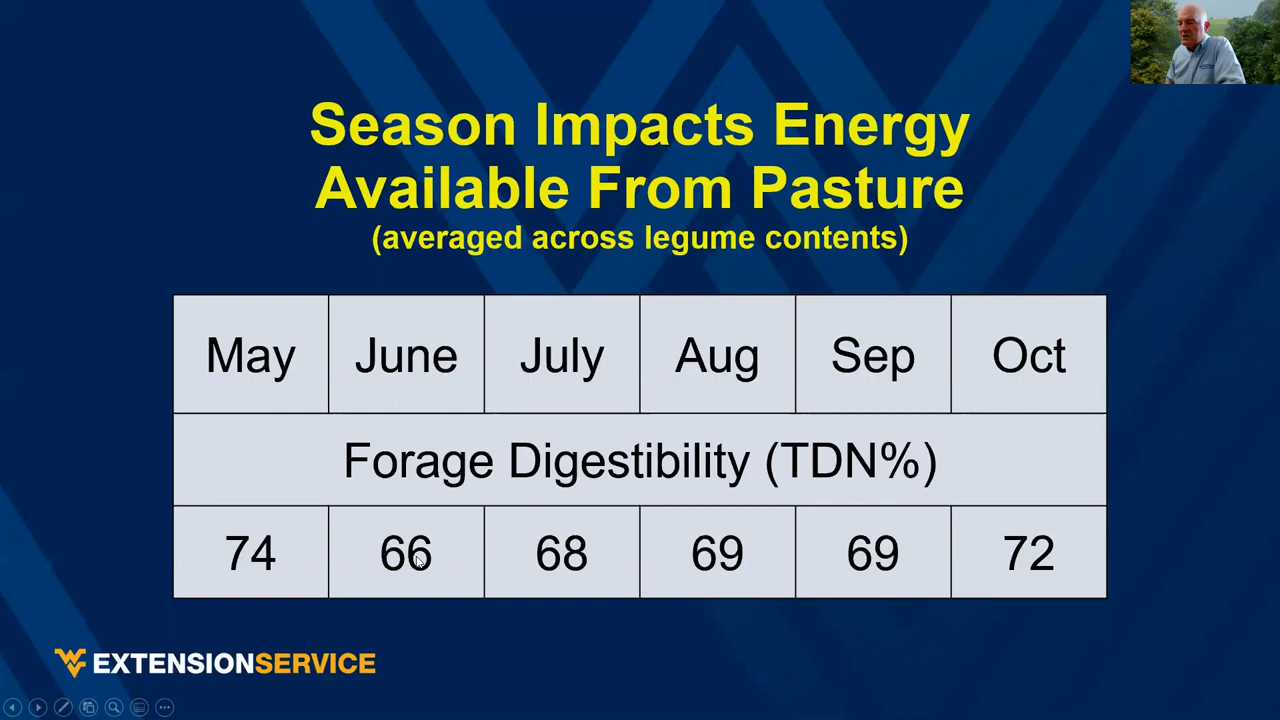 Season Impacts Energy
Available From Pasture
(averaged across legume contents)
May June July Aug Sep Oct
Forage Digestibility (TDN%)
74 66 68 69 69 72
EXTENSIONSERVICE